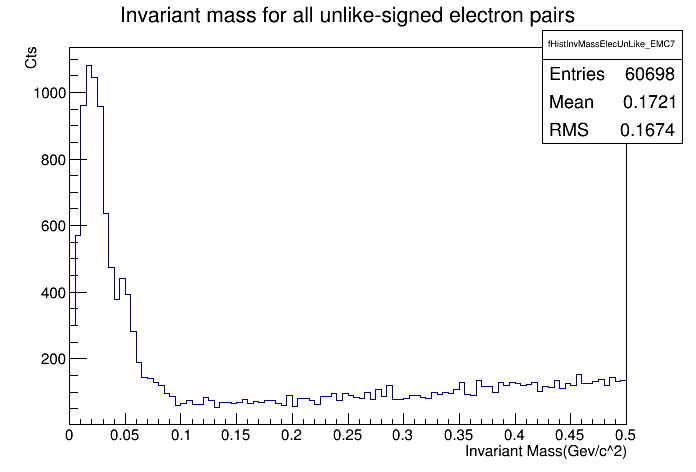 Invariant mass for all unlike-signed electron pairs
Cts
fHistInvMassElecUnLike_EMC7
Entries 60698
Mean 0.1721
RMS 0.1674
1000
800
600
400
200
0 0.05 0.1 0.15 0.2 0.25 0.3 0.35 0.4 0.45 0.5
Invariant Mass(Gev/c^2)